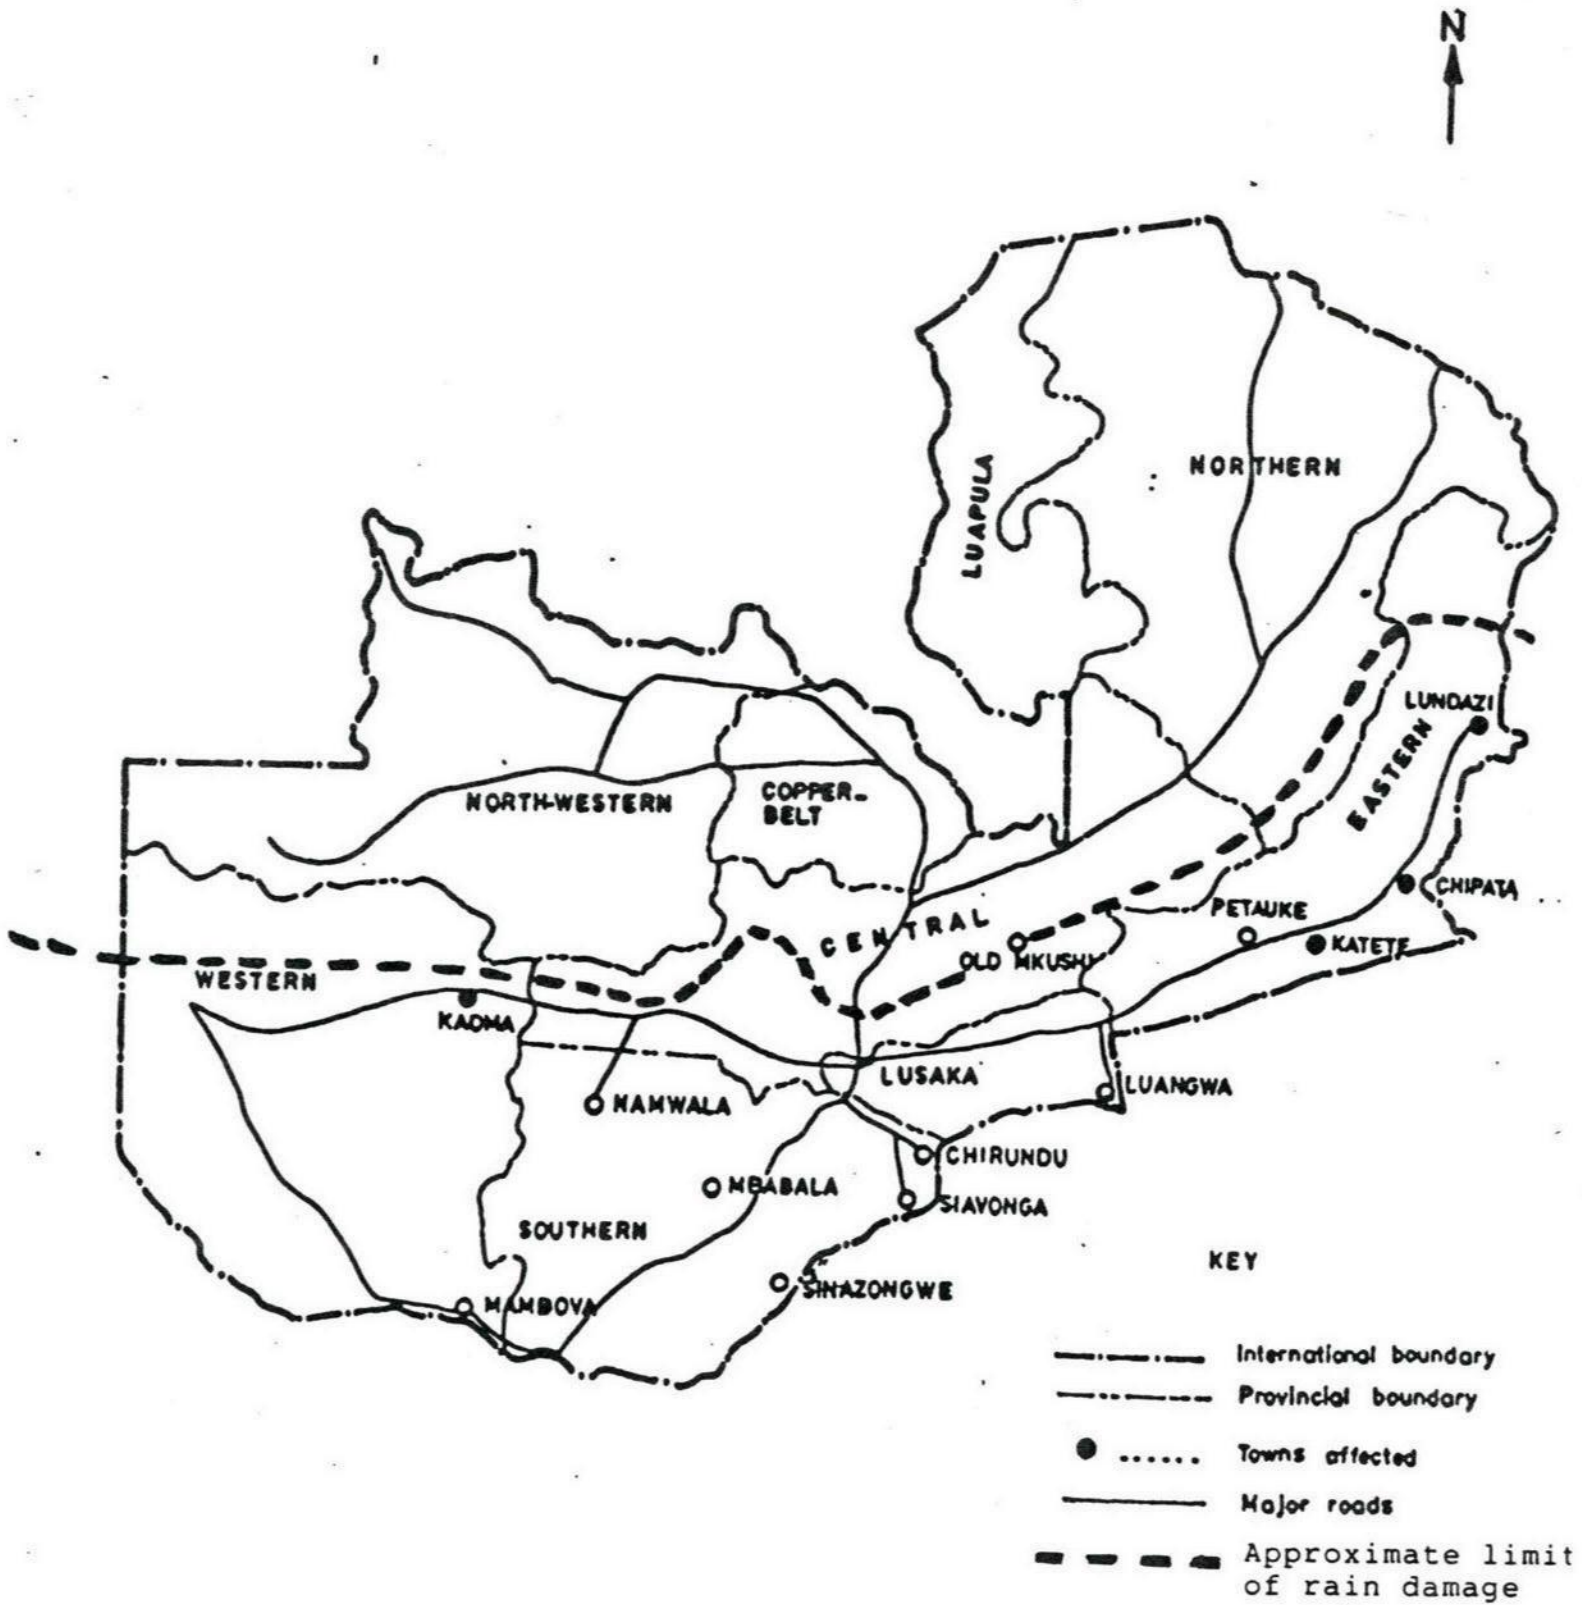 N
NORTHERN
LUAPULA
LUNDAZI
EASTERN
NORTH-WESTERN
COPPER-
BELT
CHIPATA
PETAUKE
CENTRAL
KATETE
OLD MKUSHI
WESTERN
KAOMA
LUSAKA
LUANGWA
NAMWALA
CHIRUNDU
MBABALA
SIAVONGA
SOUTHERN
SINAZONGWE
MAMBOVA
KEY
International boundary
Provincial boundary
Towns affected
Major roads
Approximate limit
of rain damage